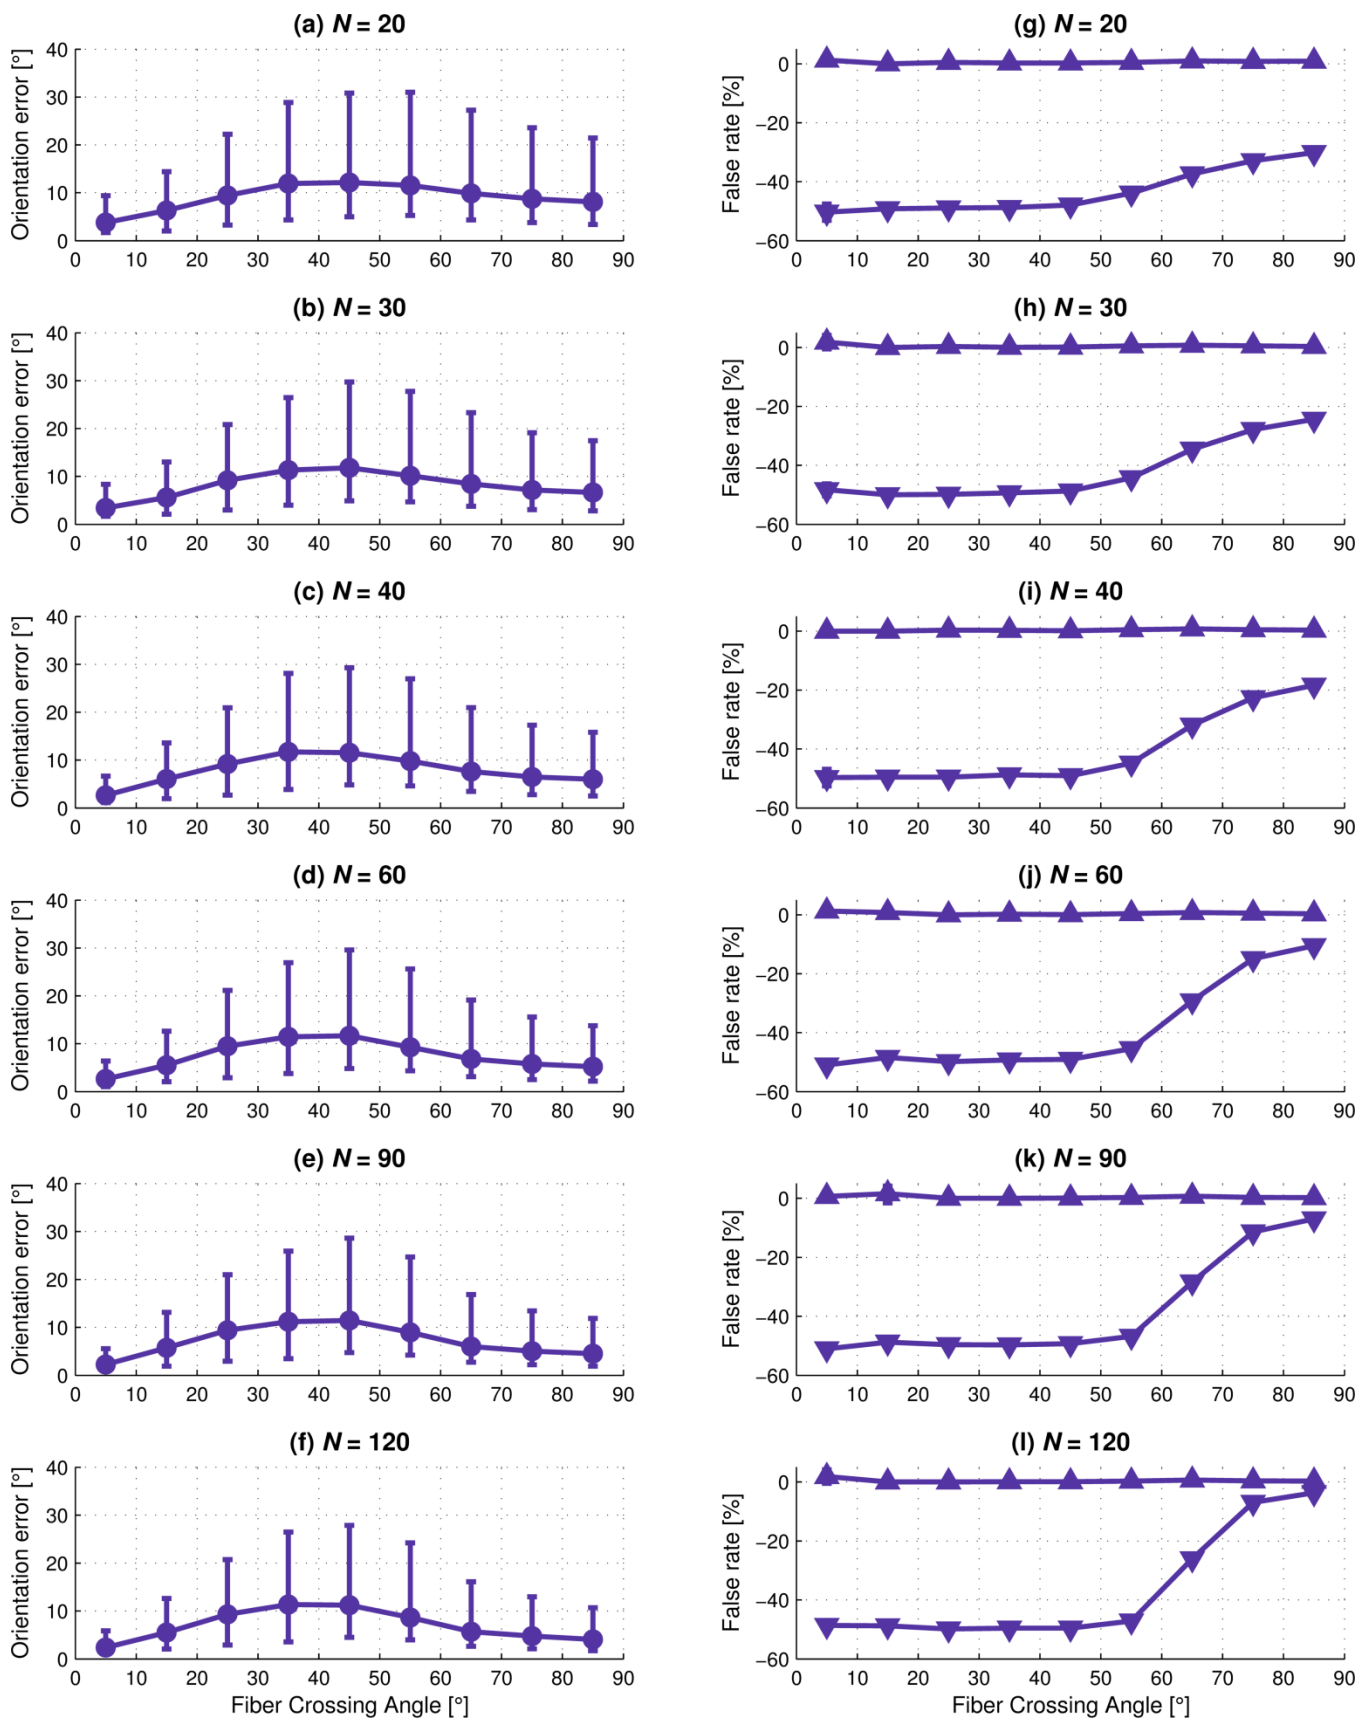 (a) N = 20
Orientation error [°]
40
30
20
10
0
0 10 20 30 40 50 60 70 80 90
(g) N = 20
False rate [%]
0
−20
−40
−60
0 10 20 30 40 50 60 70 80 90
(b) N = 30
Orientation error [°]
40
30
20
10
0
0 10 20 30 40 50 60 70 80 90
(h) N = 30
False rate [%]
0
−20
−40
−60
0 10 20 30 40 50 60 70 80 90
(c) N = 40
Orientation error [°]
40
30
20
10
0
0 10 20 30 40 50 60 70 80 90
(i) N = 40
False rate [%]
0
−20
−40
−60
0 10 20 30 40 50 60 70 80 90
(d) N = 60
Orientation error [°]
40
30
20
10
0
0 10 20 30 40 50 60 70 80 90
(j) N = 60
False rate [%]
0
−20
−40
−60
0 10 20 30 40 50 60 70 80 90
(e) N = 90
Orientation error [°]
40
30
20
10
0
0 10 20 30 40 50 60 70 80 90
(k) N = 90
False rate [%]
0
−20
−40
−60
0 10 20 30 40 50 60 70 80 90
(f) N = 120
Orientation error [°]
40
30
20
10
0
0 10 20 30 40 50 60 70 80 90
Fiber Crossing Angle [°]
(l) N = 120
False rate [%]
0
−20
−40
−60
0 10 20 30 40 50 60 70 80 90
Fiber Crossing Angle [°]